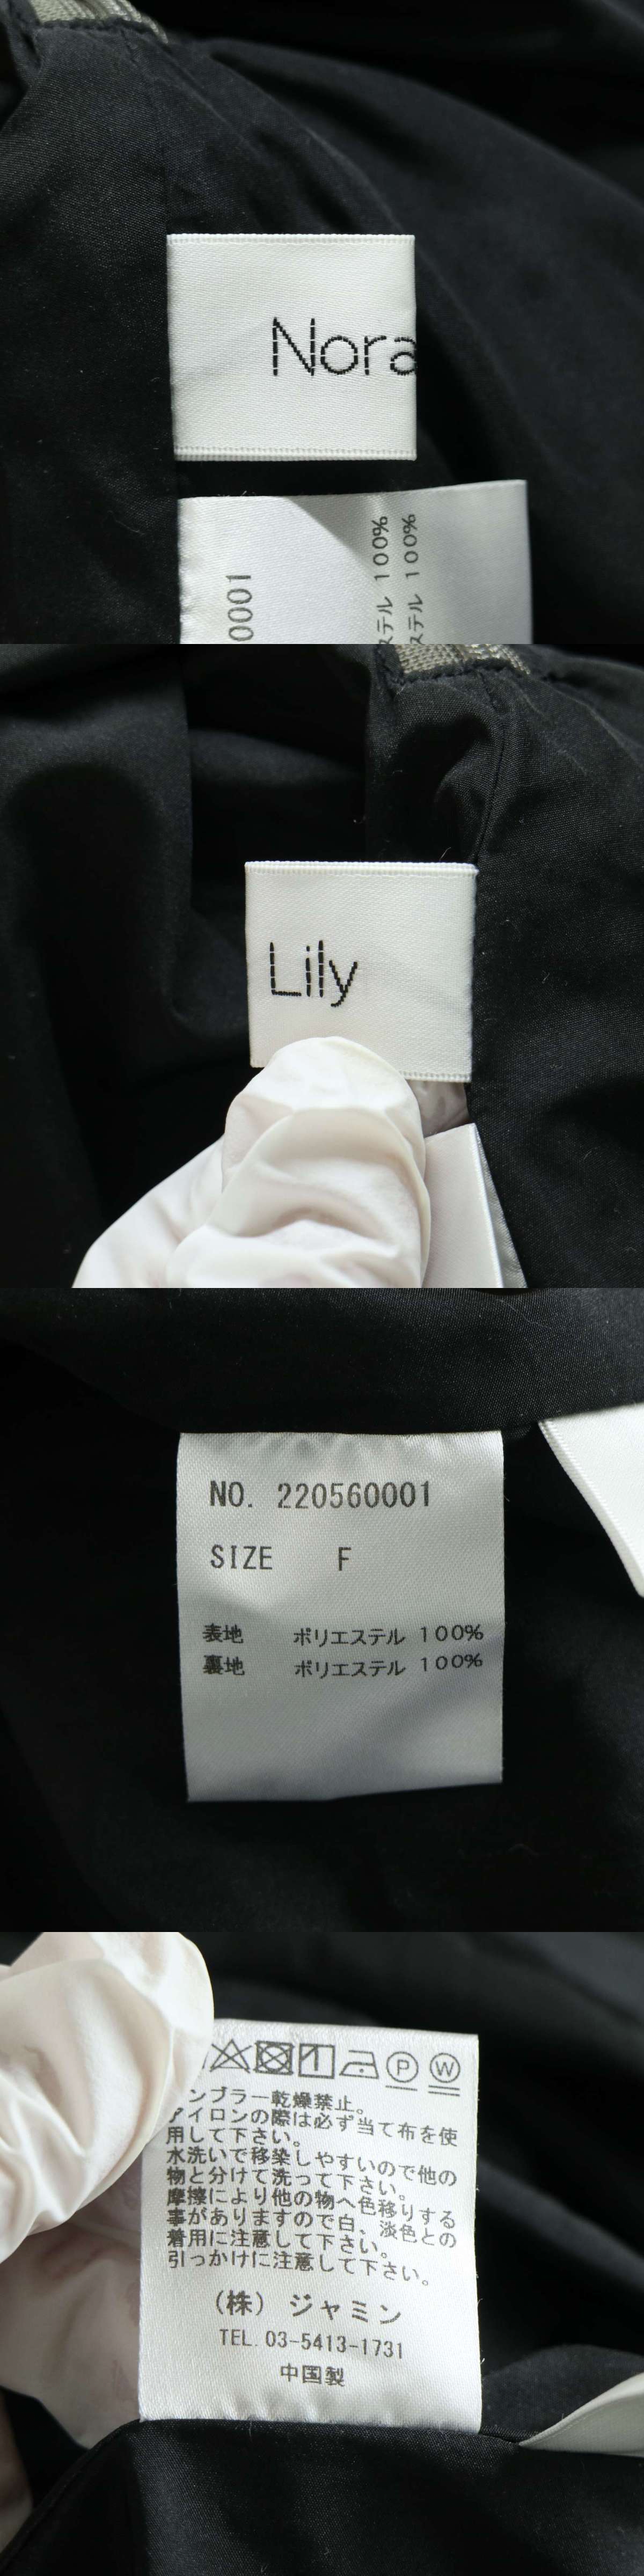 Nora
0001
ステル 100%
ステル 100%
Lily
NO. 220560001
SIZE F
表地 ポリエステル 100%
裏地 ポリエステル 100%
P W
ンブラー乾燥禁止。
アイロンの際は必ず当て布を使
用して下さい。
水洗いで移染しやすいので他の
物と分けて洗って下さい。
摩擦により他の物へ色移りする
事がありますので白、淡色との
着用に注意して下さい。
引っかけに注意して下さい。
(株) ジャミン
TEL.03-5413-1731
中国製